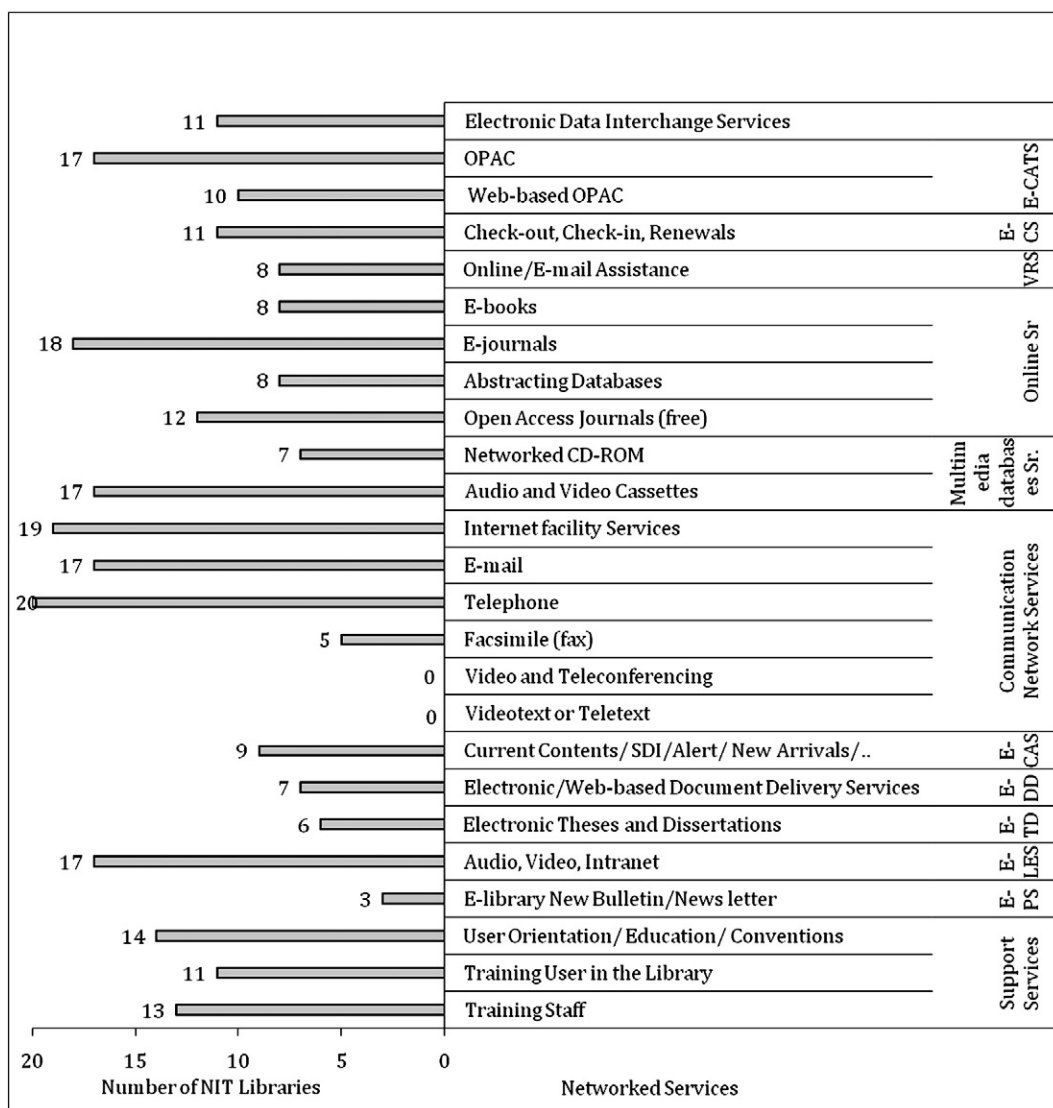 11 Electronic Data Interchange Services
17 OPAC
10 Web-based OPAC
E-CATS
11 Check-out, Check-in, Renewals
E-
CS
8 Online/E-mail Assistance
VRS
8 E-books
18 E-journals
8 Abstracting Databases
12 Open Access Journals (free)
Online Sr
7 Networked CD-ROM
17 Audio and Video Cassettes
Multim
edia
databas
es Sr.
19 Internet facility Services
17 E-mail
20 Telephone
5 Facsimile (fax)
0 Video and Teleconferencing
0 Videotext or Teletext
Communication
Network Services
9 Current Contents/ SDI/Alert/ New Arrivals/..
E-
CAS
7 Electronic/Web-based Document Delivery Services
E-
DD
6 Electronic Theses and Dissertations
E-
TD
17 Audio, Video, Intranet
E-
LES
3 E-library New Bulletin/News letter
E-
PS
14 User Orientation/ Education/ Conventions
11 Training User in the Library
13 Training Staff
Support
Services
20 15 10 5 0
Number of NIT Libraries Networked Services